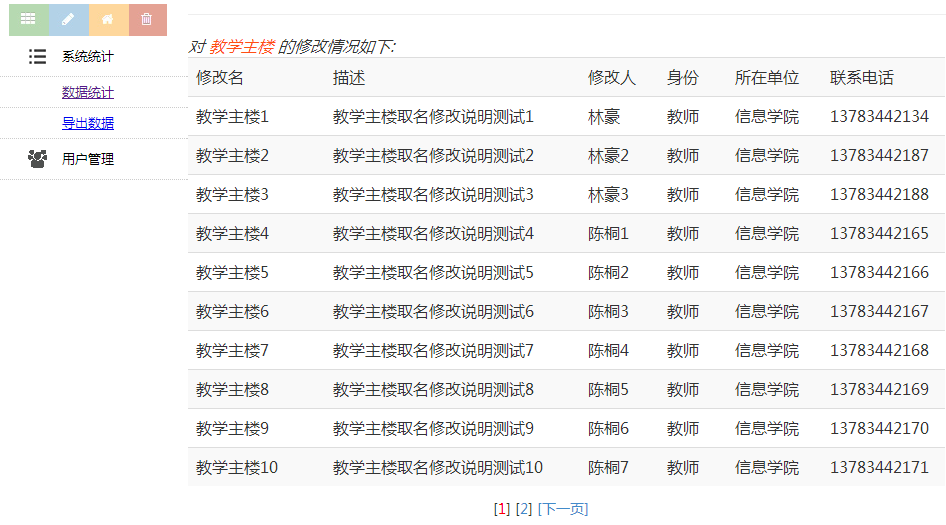 系统统计
数据统计
导出数据
用户管理
对 教学主楼 的修改情况如下:
修改名 描述 修改人 身份 所在单位 联系电话
教学主楼1 教学主楼取名修改说明测试1 林豪 教师 信息学院 13783442134
教学主楼2 教学主楼取名修改说明测试2 林豪2 教师 信息学院 13783442187
教学主楼3 教学主楼取名修改说明测试3 林豪3 教师 信息学院 13783442188
教学主楼4 教学主楼取名修改说明测试4 陈桐1 教师 信息学院 13783442165
教学主楼5 教学主楼取名修改说明测试5 陈桐2 教师 信息学院 13783442166
教学主楼6 教学主楼取名修改说明测试6 陈桐3 教师 信息学院 13783442167
教学主楼7 教学主楼取名修改说明测试7 陈桐4 教师 信息学院 13783442168
教学主楼8 教学主楼取名修改说明测试8 陈桐5 教师 信息学院 13783442169
教学主楼9 教学主楼取名修改说明测试9 陈桐6 教师 信息学院 13783442170
教学主楼10 教学主楼取名修改说明测试10 陈桐7 教师 信息学院 13783442171
[1] [2] [下一页]